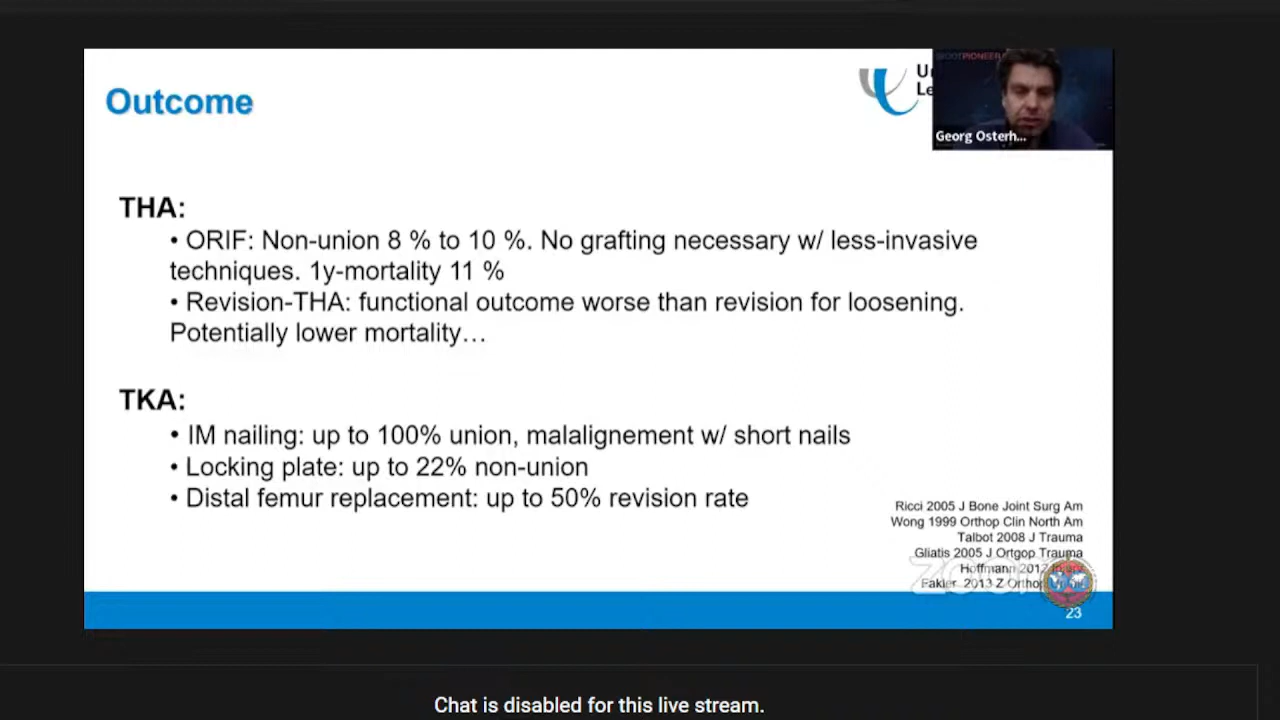 Outcome
Georg Osterh...
THA:
• ORIF: Non-union 8 % to 10 %. No grafting necessary w/ less-invasive
techniques. 1y-mortality 11 %
• Revision-THA: functional outcome worse than revision for loosening.
Potentially lower mortality…
TKA:
• IM nailing: up to 100% union, malalignement w/ short nails
• Locking plate: up to 22% non-union
• Distal femur replacement: up to 50% revision rate
Ricci 2005 J Bone Joint Surg Am
Wong 1999 Orthop Clin North Am
Talbot 2008 J Trauma
Gliatis 2005 J Ortgop Trauma
Hoffmann 2012 Injury
Fakler 2013 Z Orthop
zoom
23
Chat is disabled for this live stream.